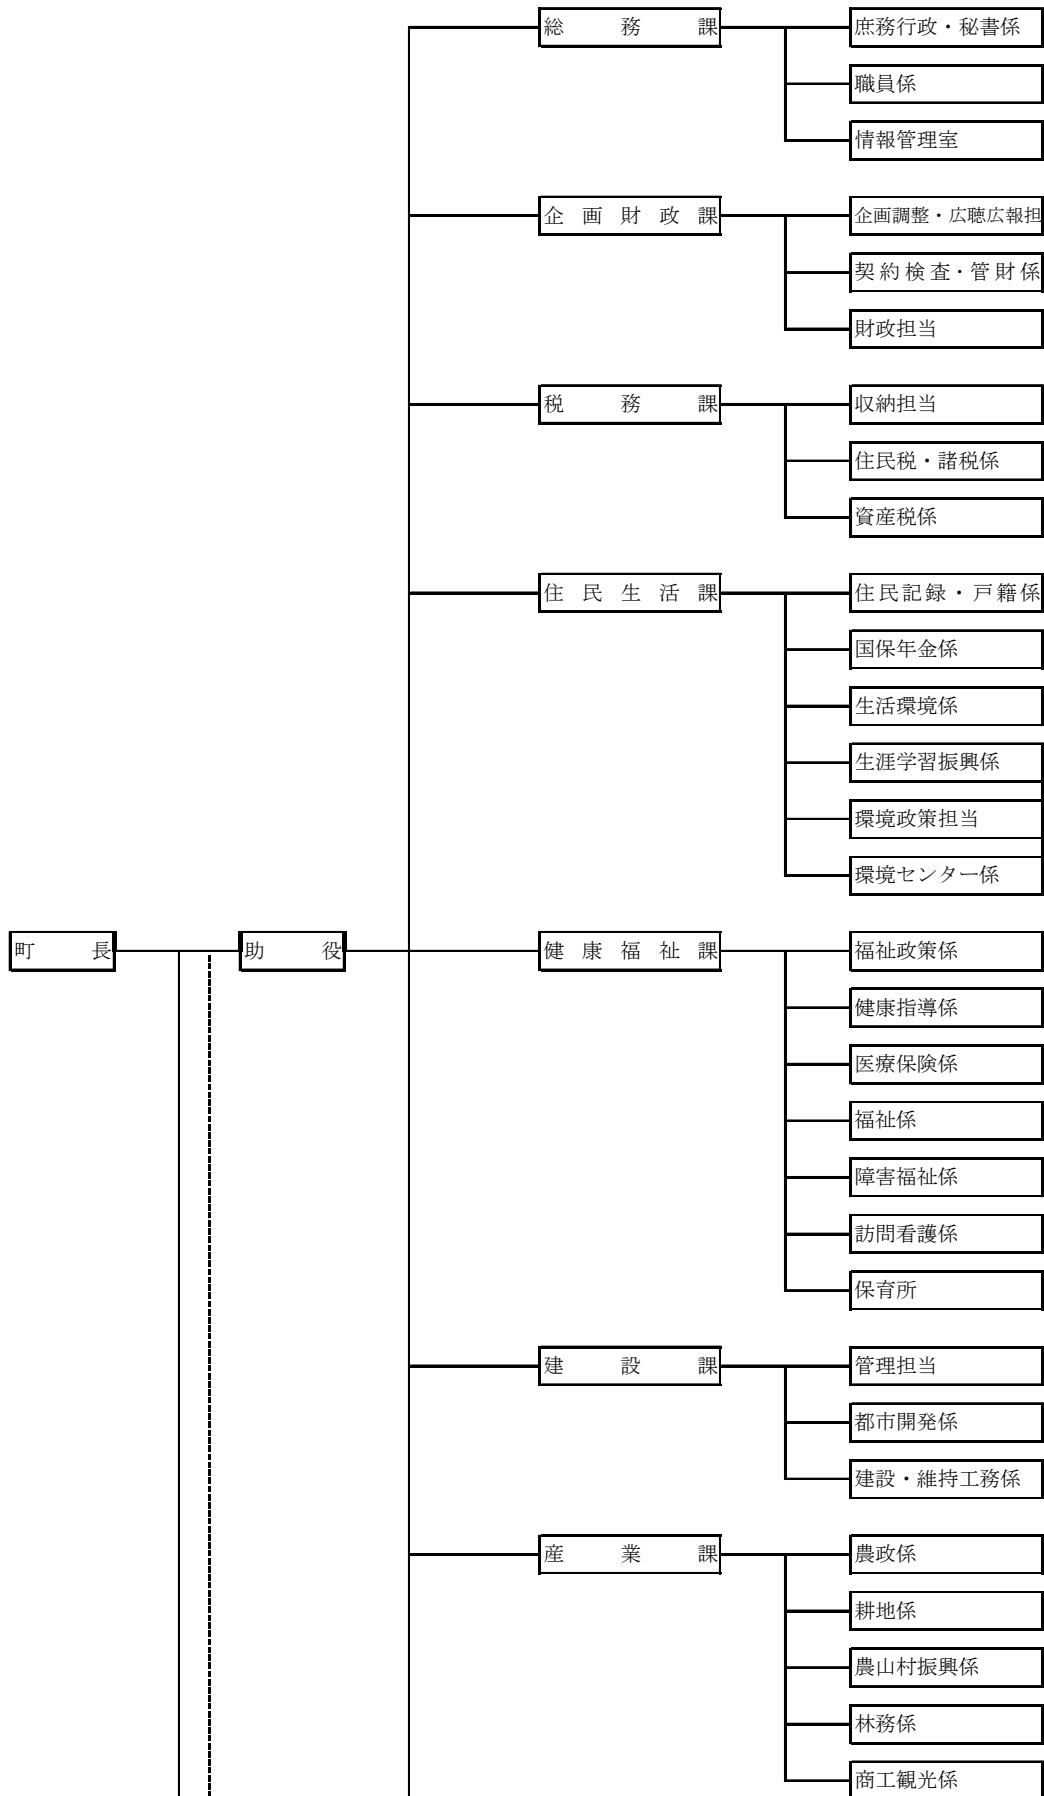 総務課
庶務行政・秘書係
職員係
情報管理室
企画財政課
企画調整・広聴広報担
契約検査・管財係
財政担当
税務課
収納担当
住民税・諸税係
資産税係
住民生活課
住民記録・戸籍係
国保年金係
生活環境係
生涯学習振興係
環境政策担当
環境センター係
町長
助役
健康福祉課
福祉政策係
健康指導係
医療保険係
福祉係
障害福祉係
訪問看護係
保育所
建設課
管理担当
都市開発係
建設・維持工務係
産業課
農政係
耕地係
農山村振興係
林務係
商工観光係